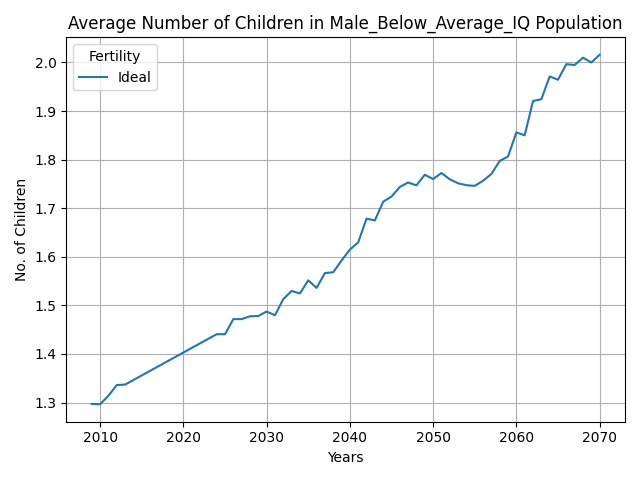 Average Number of Children in Male_Below_Average_IQ Population
Fertility
Ideal
No. of Children
2.0
1.9
1.8
1.7
1.6
1.5
1.4
1.3
2010 2020 2030 2040 2050 2060 2070
Years